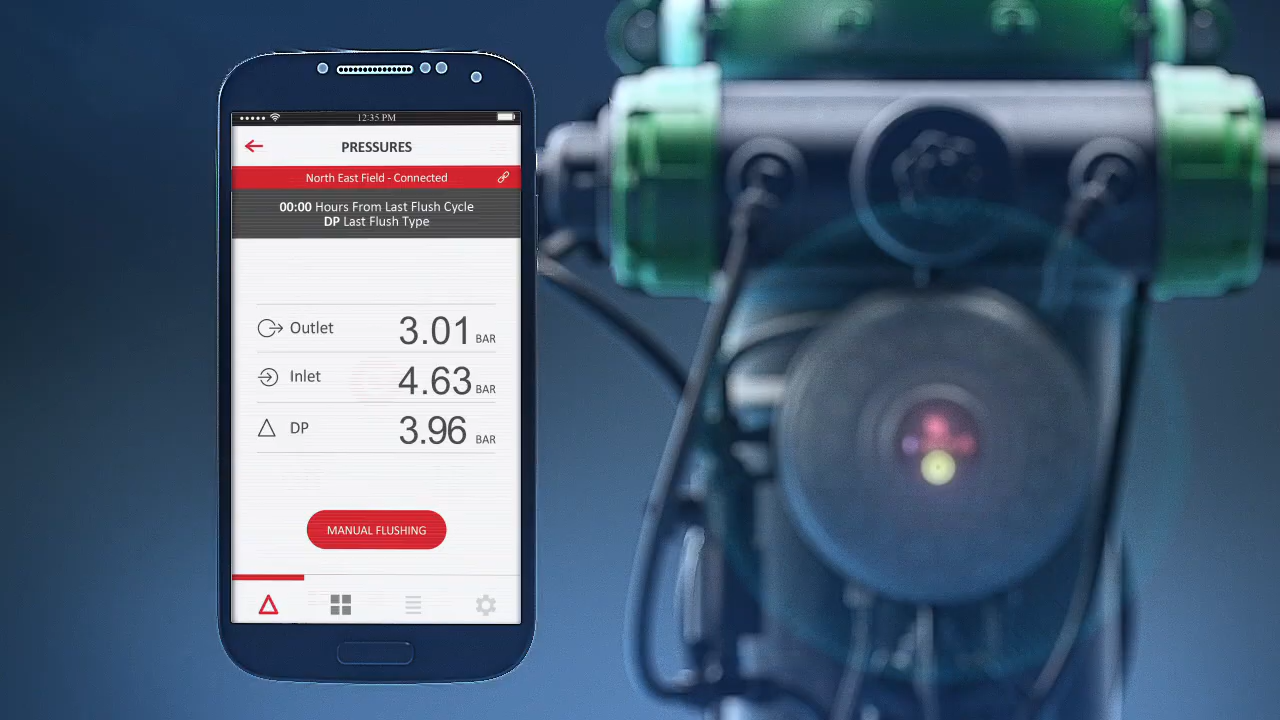 12:35 PM
PRESSURES
North East Field - Connected
00:00 Hours From Last Flush Cycle
DP Last Flush Type
Outlet 3.01 BAR
Inlet 4.63 BAR
DP 3.96 BAR
MANUAL FLUSHING